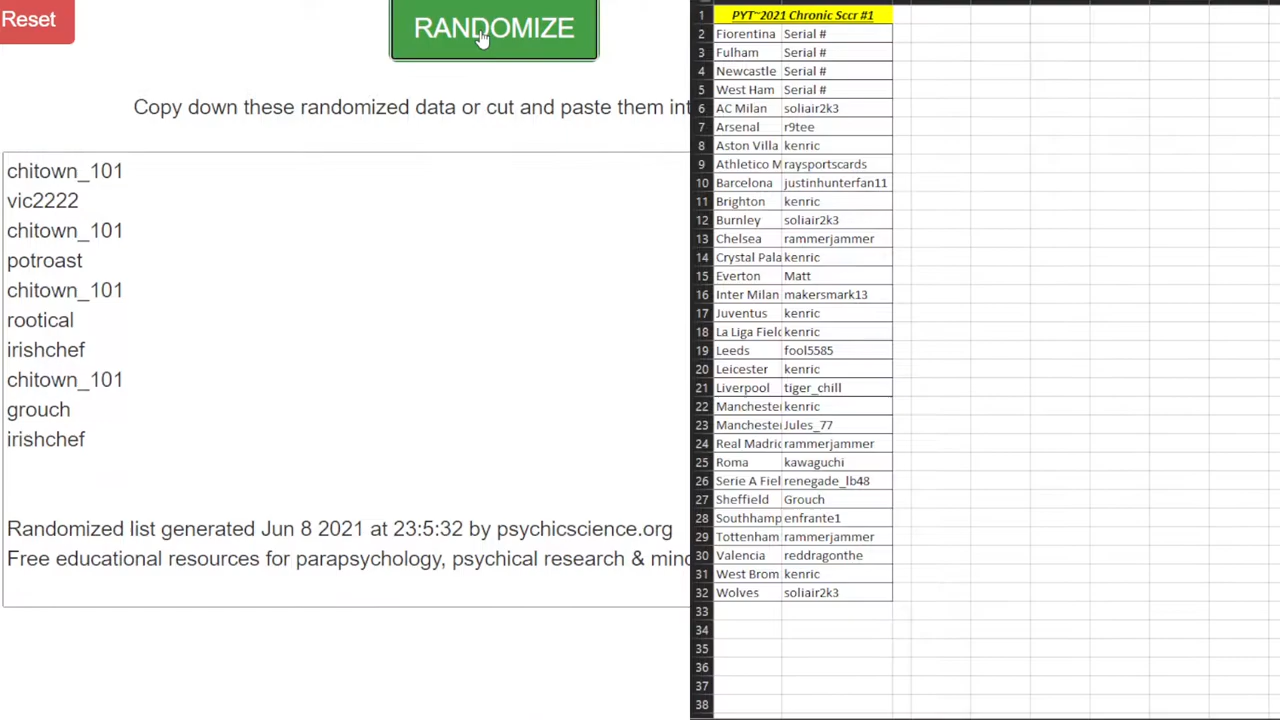 Reset
RANDOMIZE
Copy down these randomized data or cut and paste them int
chitown_101
vic2222
chitown_101
potroast
chitown_101
rootical
irishchef
chitown_101
grouch
irishchef
Randomized list generated Jun 8 2021 at 23:5:32 by psychicscience.org
Free educational resources for parapsychology, psychical research & mind
1 PYT~2021 Chronic Sccr #1
2 Fiorentina Serial #
3 Fulham Serial #
4 Newcastle Serial #
5 West Ham Serial #
6 AC Milan soliair2k3
7 Arsenal r9tee
8 Aston Villa kenric
9 Athletico M raysportscards
10 Barcelona justinhunterfan11
11 Brighton kenric
12 Burnley soliair2k3
13 Chelsea rammerjammer
14 Crystal Pala kenric
15 Everton Matt
16 Inter Milan makersmark13
17 Juventus kenric
18 La Liga Field kenric
19 Leeds fool5585
20 Leicester kenric
21 Liverpool tiger_chill
22 Manchester kenric
23 Manchester Jules_77
24 Real Madric rammerjammer
25 Roma kawaguchi
26 Serie A Fiel renegade_lb48
27 Sheffield Grouch
28 Southhamp enfrante1
29 Tottenham rammerjammer
30 Valencia reddragonthe
31 West Brom kenric
32 Wolves soliair2k3
33
34
35
36
37
38